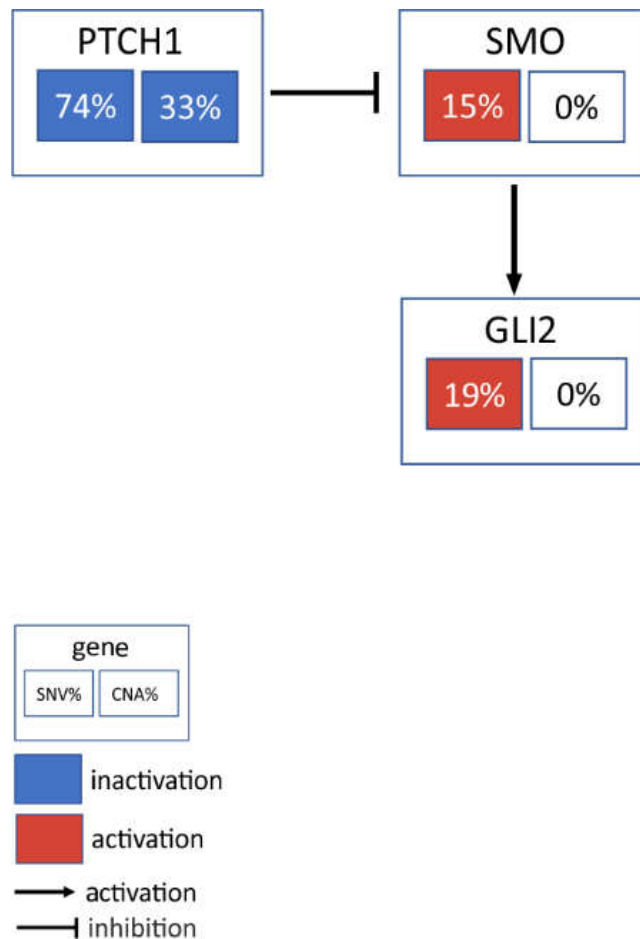 PTCH1
74% 33%
SMO
15% 0%
GLI2
19% 0%
gene
SNV% CNA%
inactivation
activation
activation
inhibition